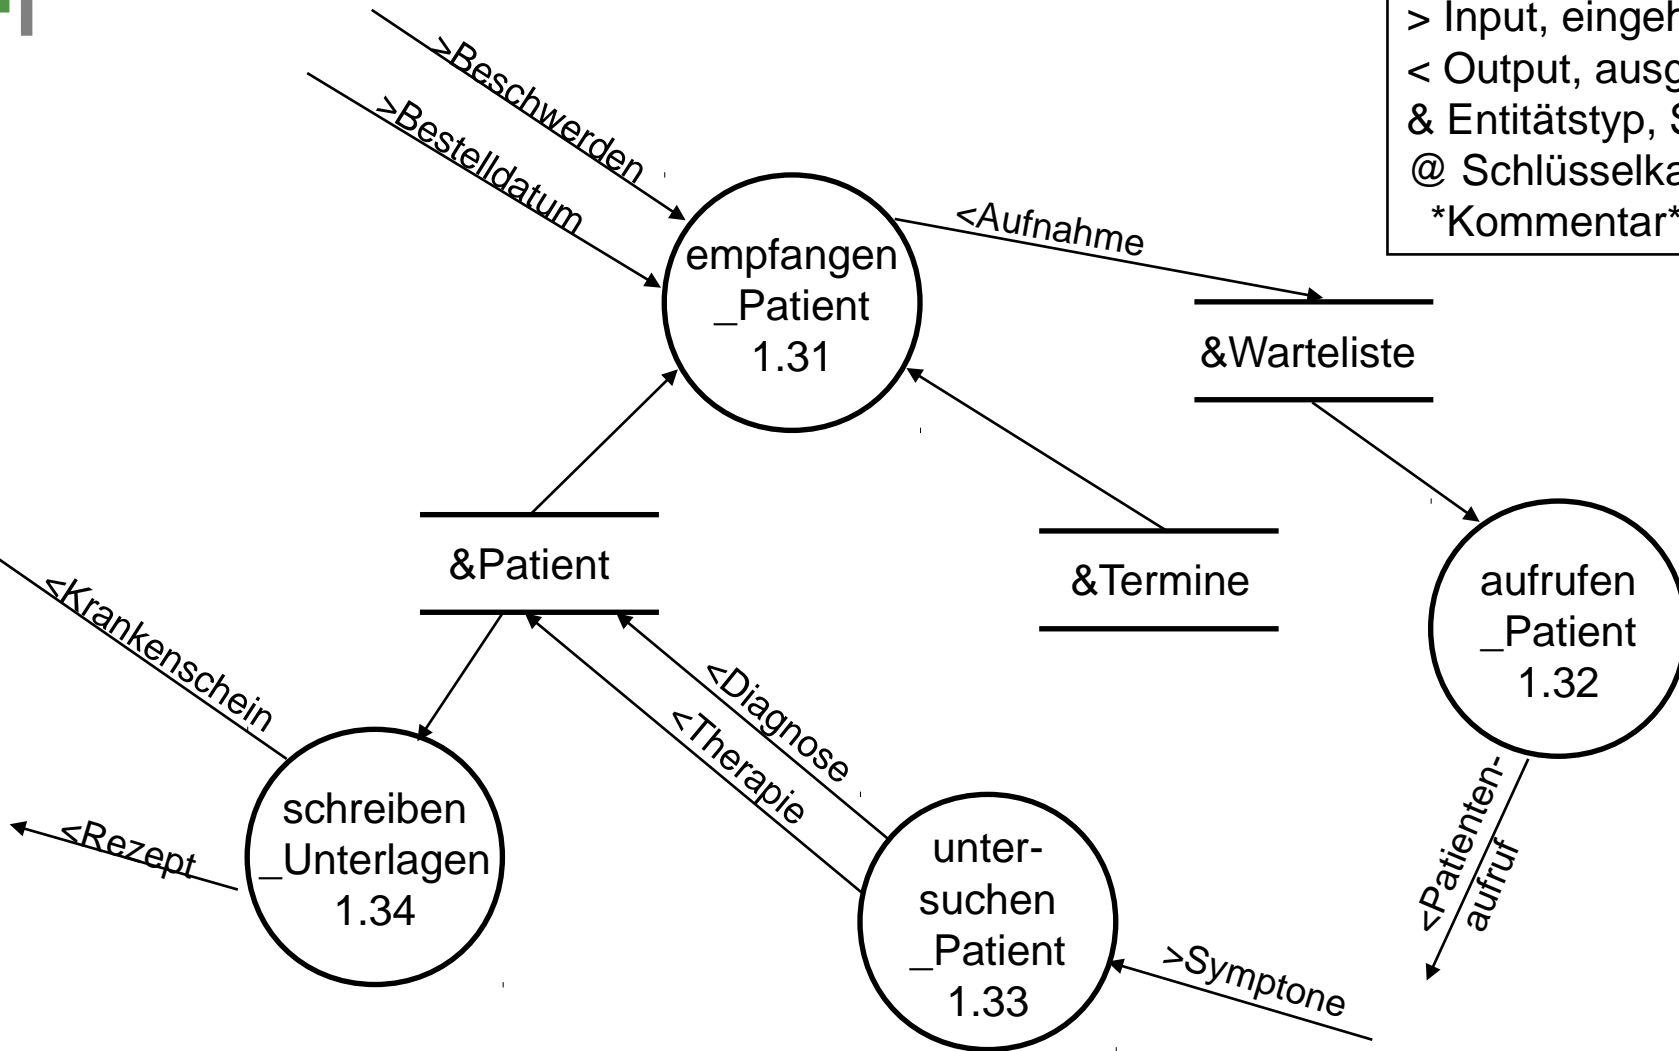 > Input, eingeh
< Output, ausg
& Entitätstyp, S
@ Schlüsselka
*Kommentar*
>Beschwerden
>Bestelldatum
empfangen
_Patient
1.31
<Aufnahme
&Warteliste
&Patient
&Termine
aufrufen
_Patient
1.32
<Krankenschein
<Diagnose
<Therapie
<Patienten-
aufruf
schreiben
_Unterlagen
1.34
<Rezept
unter-
suchen
_Patient
1.33
>Symptone